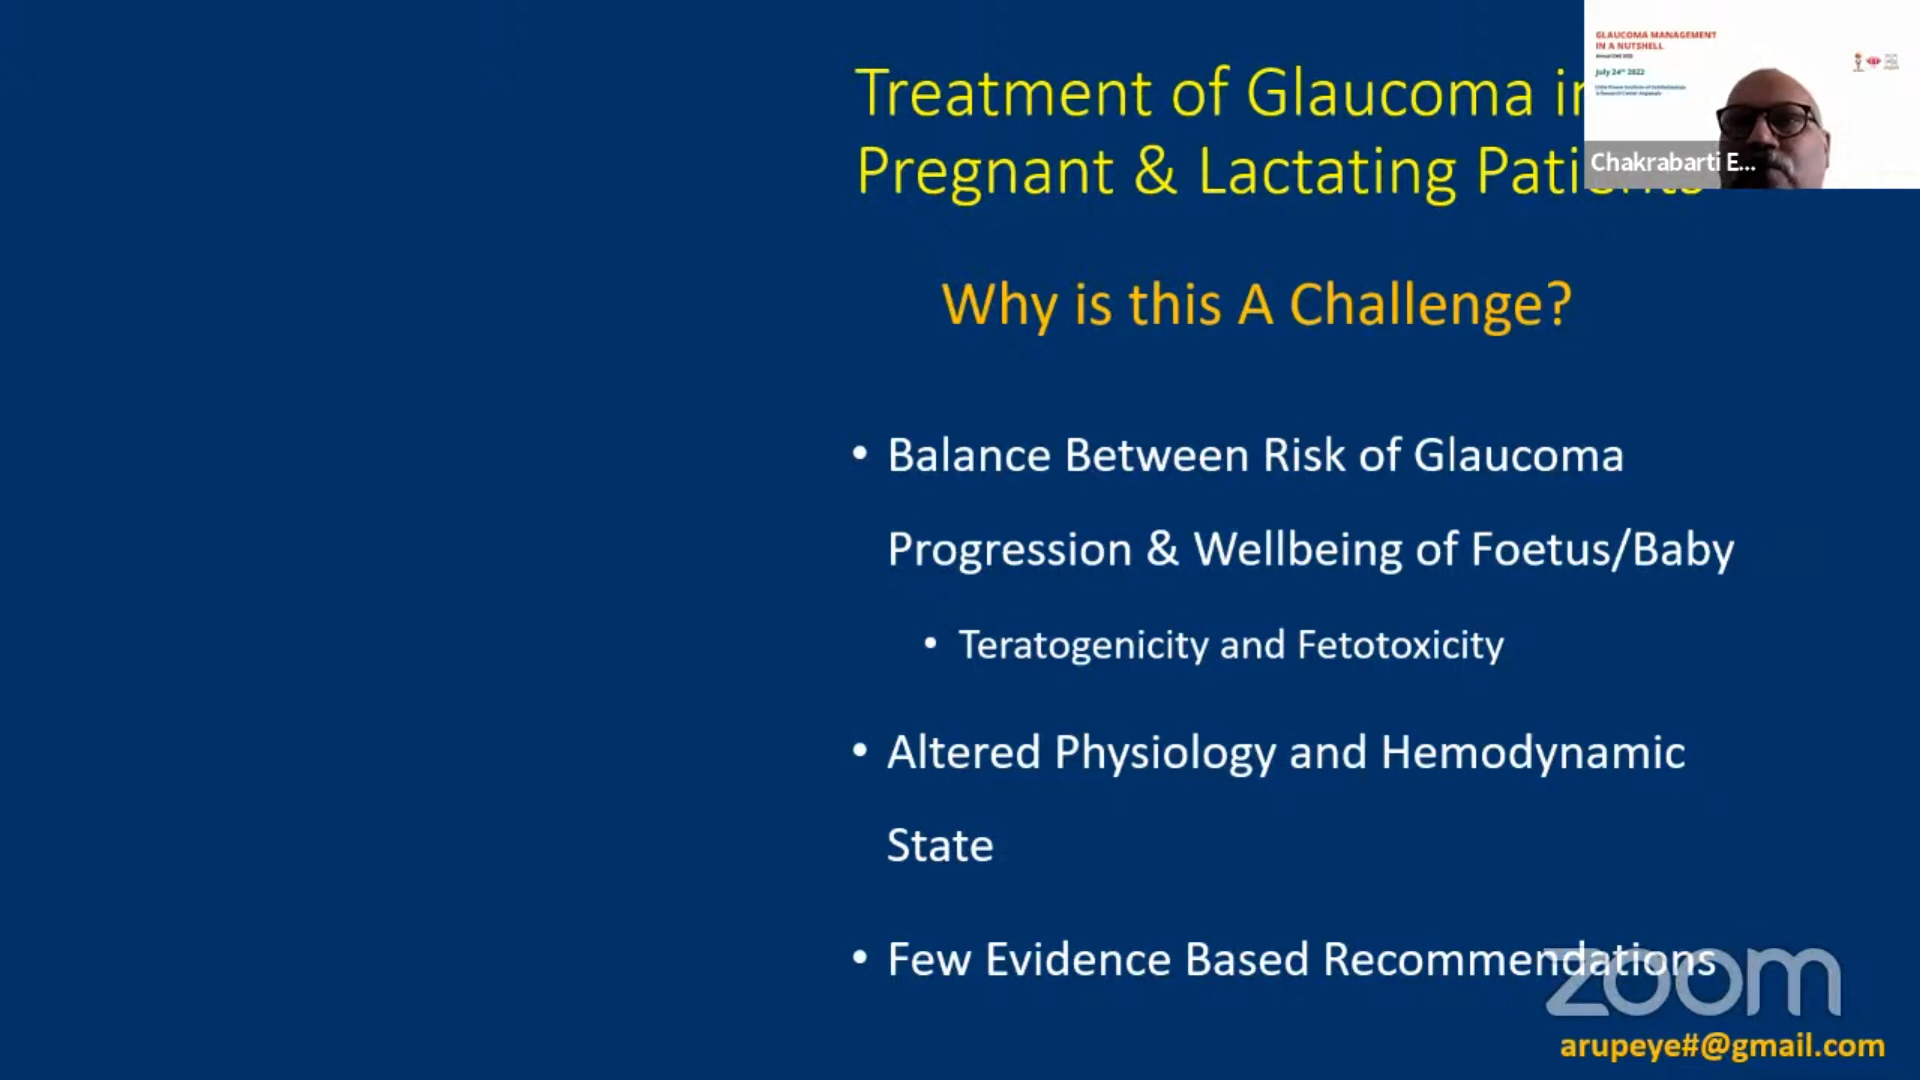 GLAUCOMA MANAGEMENT
IN A NUTSHELL
July 24th 2022
Chakrabarti E...
Treatment of Glaucoma in
Pregnant & Lactating Patients
Why is this A Challenge?
• Balance Between Risk of Glaucoma
Progression & Wellbeing of Foetus/Baby
• Teratogenicity and Fetotoxicity
• Altered Physiology and Hemodynamic
State
• Few Evidence Based Recommendations
zoom
arupeye#@gmail.com